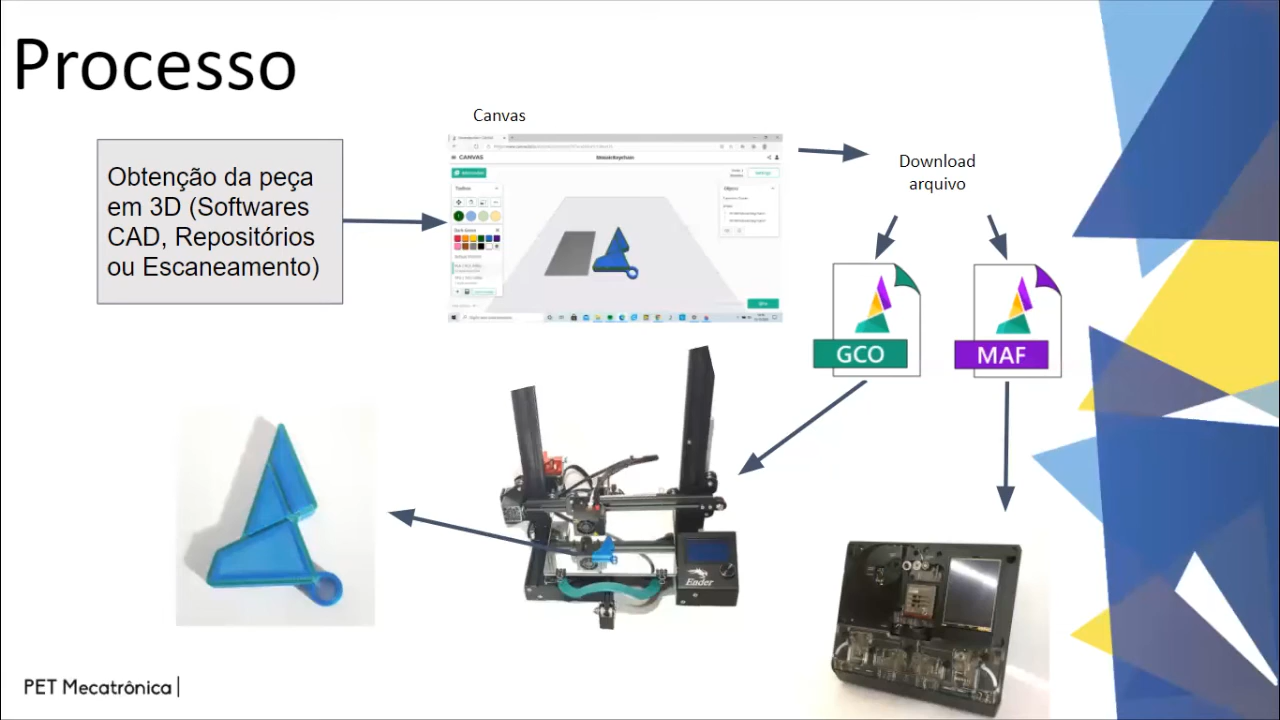 Processo
Canvas
Obtenção da peça
em 3D (Softwares
CAD, Repositórios
ou Escaneamento)
CANVAS
Download
arquivo
GCO
MAF
Ender
PET Mecatrônica